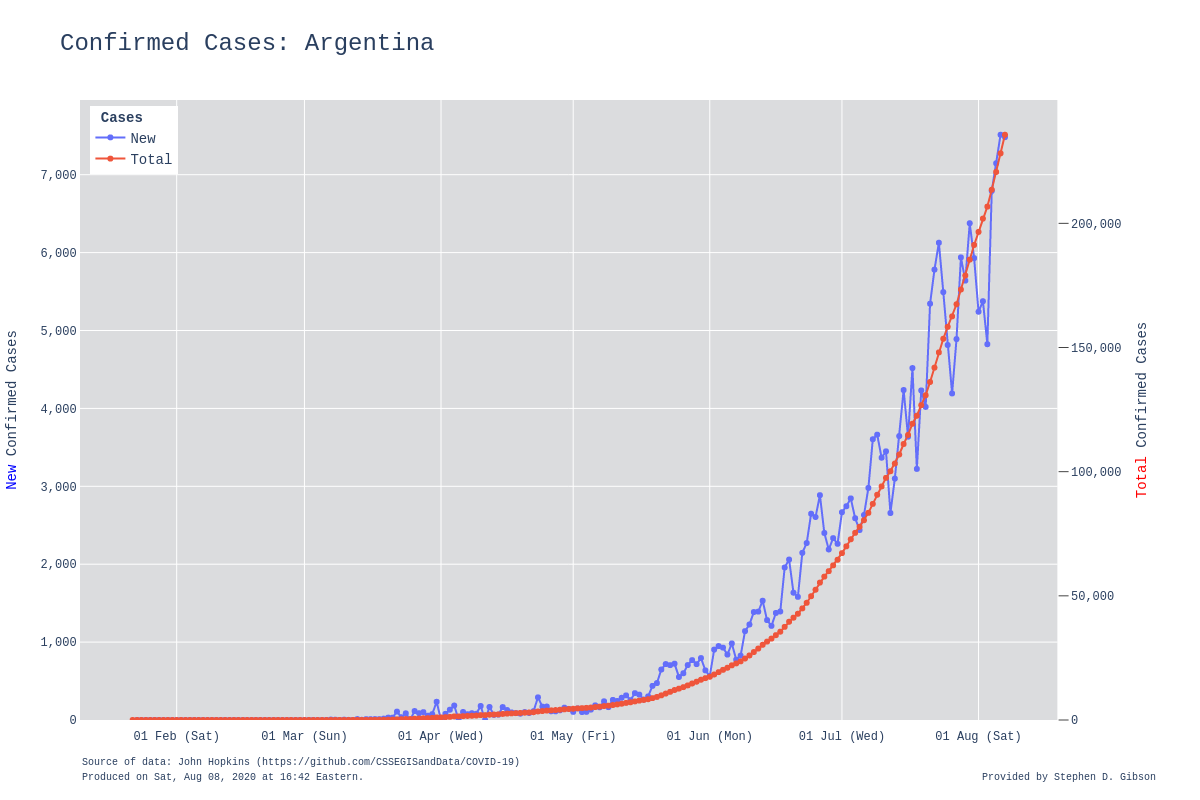 Confirmed Cases: Argentina
Cases
New
Total
7,000
6,000
5,000
4,000
3,000
2,000
1,000
0
New Confirmed Cases
200,000
150,000
100,000
50,000
0
Total Confirmed Cases
01 Feb (Sat) 01 Mar (Sun) 01 Apr (Wed) 01 May (Fri) 01 Jun (Mon) 01 Jul (Wed) 01 Aug (Sat)
Source of data: John Hopkins (https://github.com/CSSEGISandData/COVID-19)
Produced on Sat, Aug 08, 2020 at 16:42 Eastern.
Provided by Stephen D. Gibson